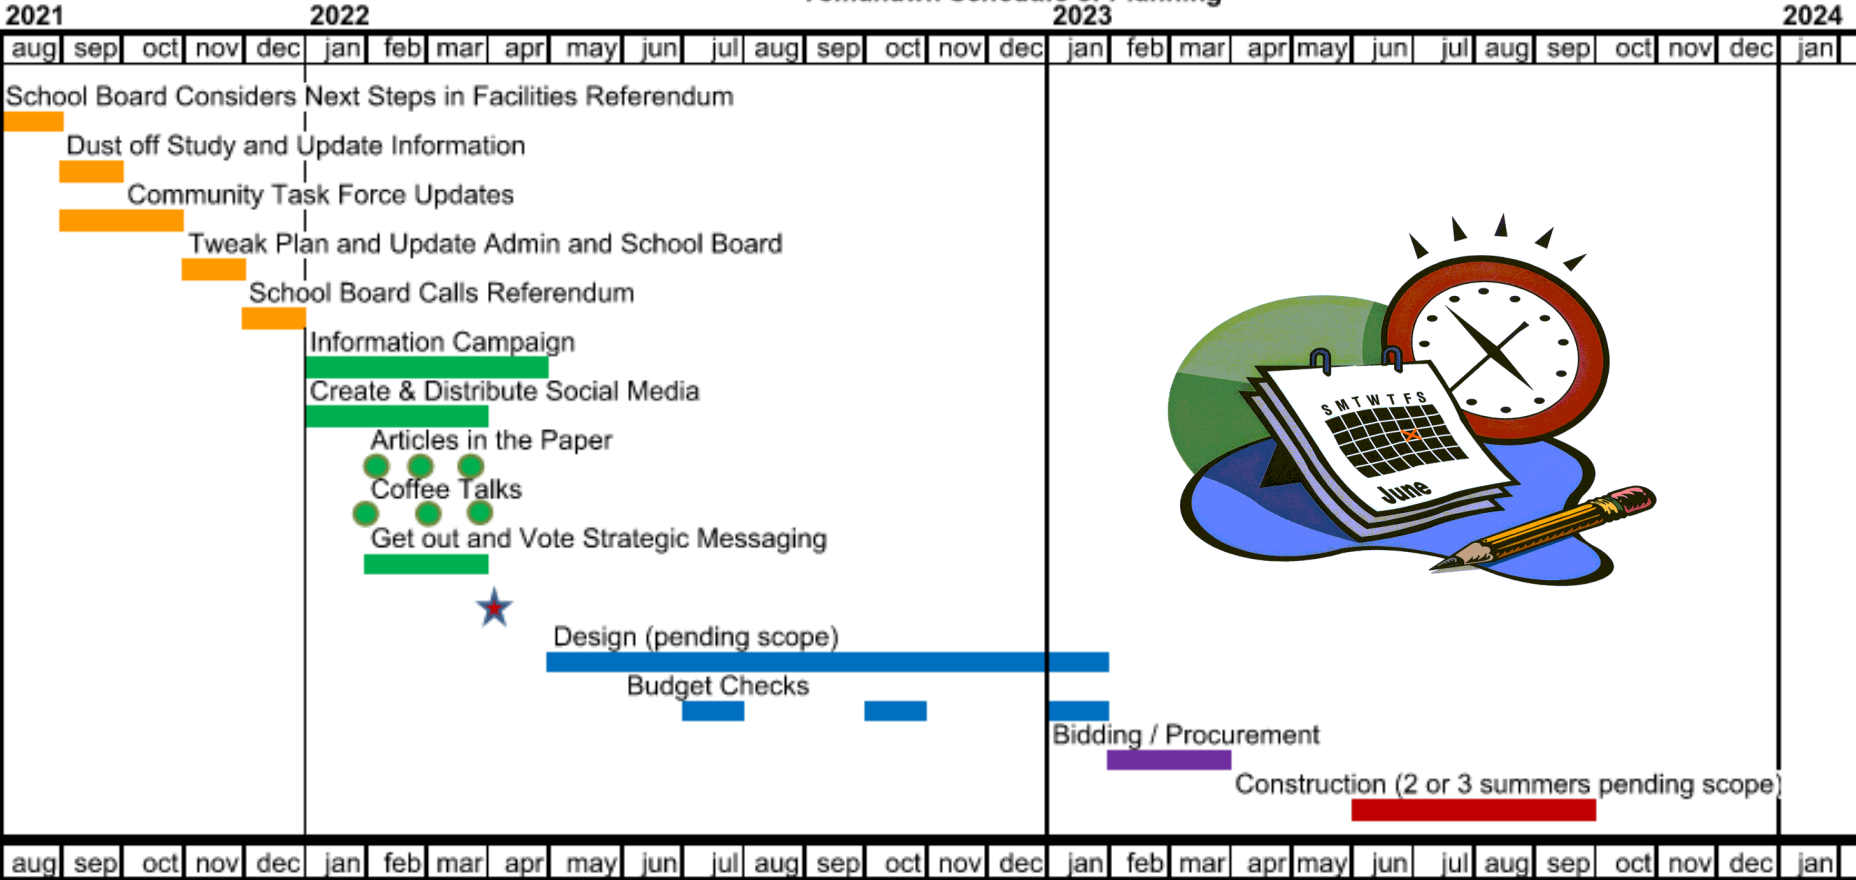 Schedule of Planning
2021 2022 2023 2024
aug sep oct nov dec jan feb mar apr may jun jul aug sep oct nov dec jan feb mar apr may jun jul aug sep oct nov dec jan
School Board Considers Next Steps in Facilities Referendum
Dust off Study and Update Information
Community Task Force Updates
Tweak Plan and Update Admin and School Board
School Board Calls Referendum
Information Campaign
Create & Distribute Social Media
Articles in the Paper
Coffee Talks
Get out and Vote Strategic Messaging
S M T W T F S
June
Design (pending scope)
Budget Checks
Bidding / Procurement
Construction (2 or 3 summers pending scope)
aug sep oct nov dec jan feb mar apr may jun jul aug sep oct nov dec jan feb mar apr may jun jul aug sep oct nov dec jan